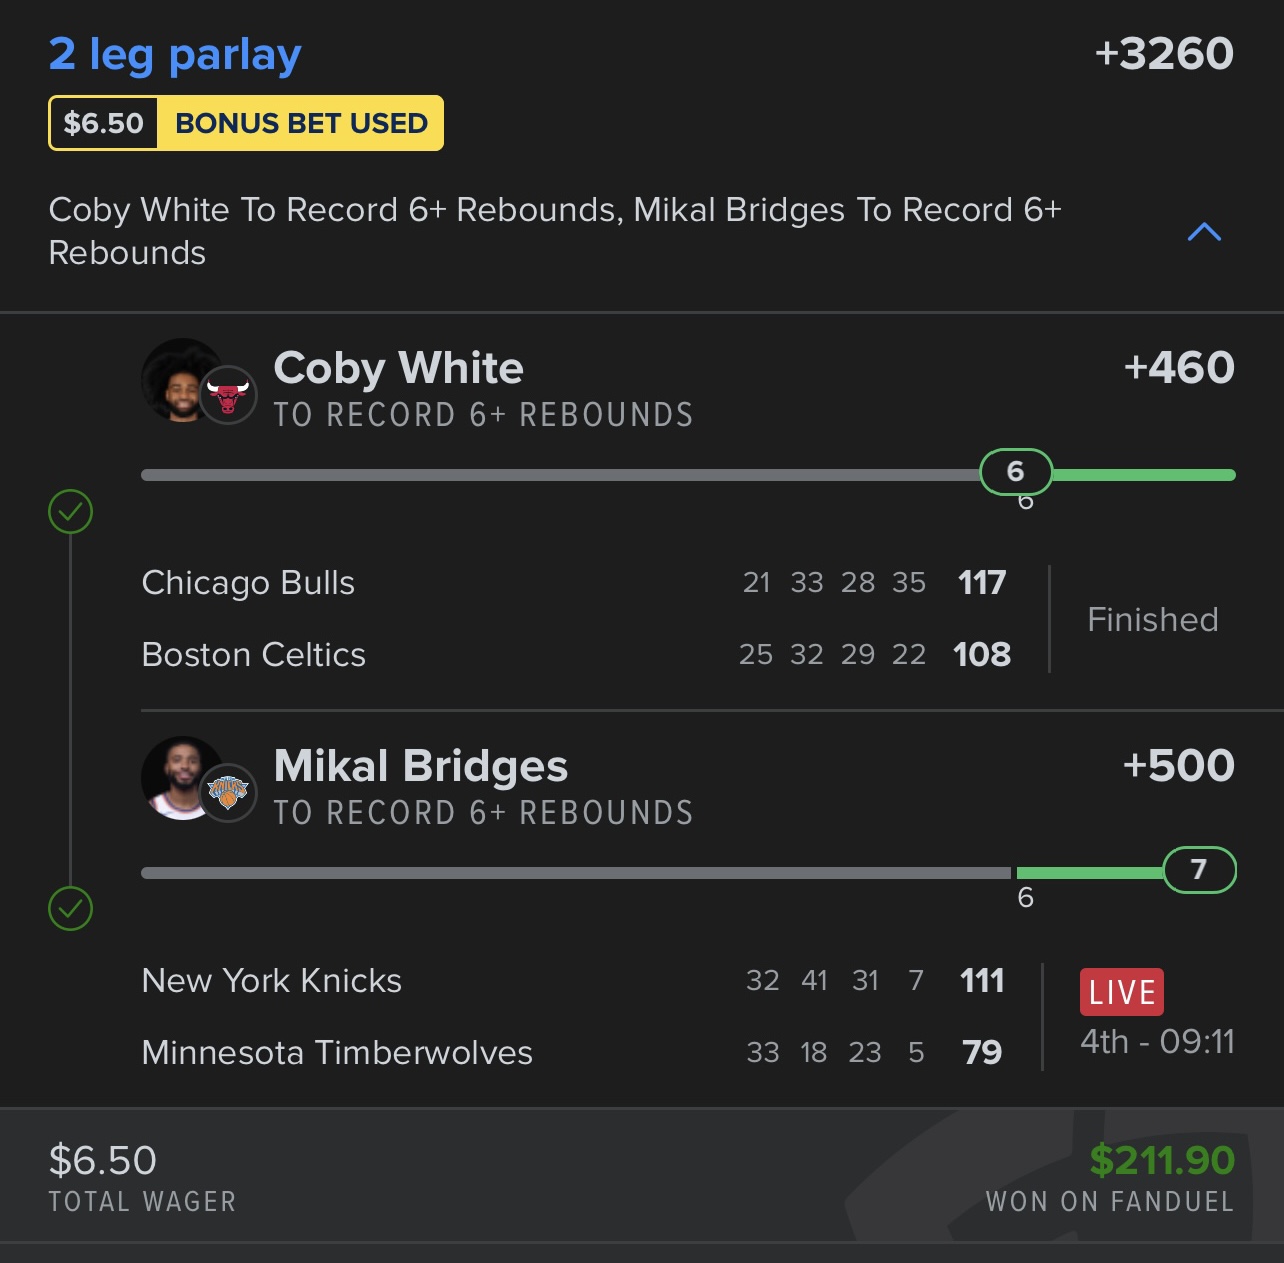 2 leg parlay +3260
$6.50 BONUS BET USED
Coby White To Record 6+ Rebounds, Mikal Bridges To Record 6+
Rebounds
Coby White +460
TO RECORD 6+ REBOUNDS
6
6
Chicago Bulls 21 33 28 35 117
Finished
Boston Celtics 25 32 29 22 108
Mikal Bridges +500
KNICKS
TO RECORD 6+ REBOUNDS
7
6
New York Knicks 32 41 31 7 111
LIVE
4th - 09:11
Minnesota Timberwolves 33 18 23 5 79
$6.50 $211.90
TOTAL WAGER WON ON FANDUEL